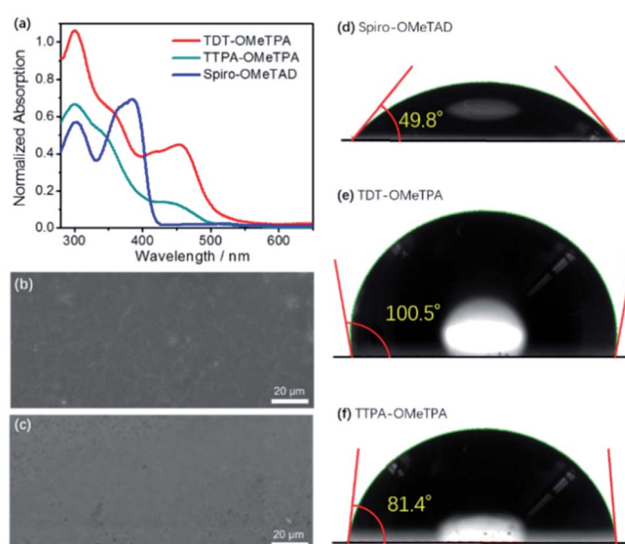 (a)
TDT-OMeTPA
TTPA-OMeTPA
Spiro-OMeTAD
Normalized Absorption
1.0
0.8
0.6
0.4
0.2
0.0
300 400 500 600
Wavelength / nm
(b)
20 μm
(c)
20 μm
(d) Spiro-OMeTAD
49.8°
(e) TDT-OMeTPA
100.5°
(f) TTPA-OMeTPA
81.4°